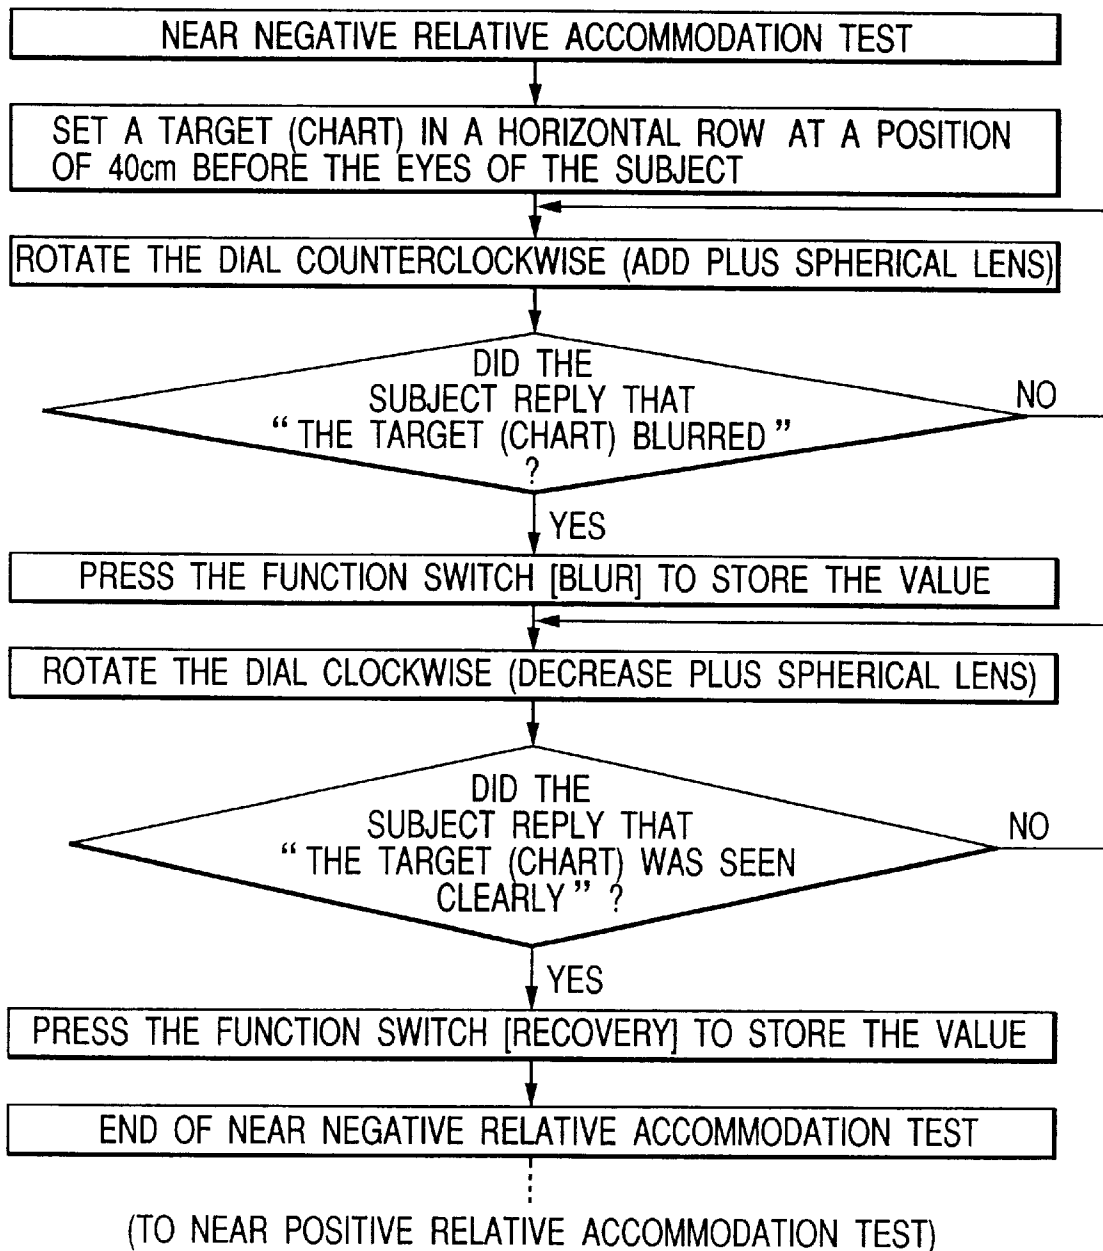 NEAR NEGATIVE RELATIVE ACCOMMODATION TEST
SET A TARGET (CHART) IN A HORIZONTAL ROW AT A POSITION
OF 40cm BEFORE THE EYES OF THE SUBJECT
ROTATE THE DIAL COUNTERCLOCKWISE (ADD PLUS SPHERICAL LENS)
DID THE
SUBJECT REPLY THAT
“ THE TARGET (CHART) BLURRED ”
?
NO
YES
PRESS THE FUNCTION SWITCH [BLUR] TO STORE THE VALUE
ROTATE THE DIAL CLOCKWISE (DECREASE PLUS SPHERICAL LENS)
DID THE
SUBJECT REPLY THAT
“ THE TARGET (CHART) WAS SEEN
CLEARLY ” ?
NO
YES
PRESS THE FUNCTION SWITCH [RECOVERY] TO STORE THE VALUE
END OF NEAR NEGATIVE RELATIVE ACCOMMODATION TEST
(TO NEAR POSITIVE RELATIVE ACCOMMODATION TEST)